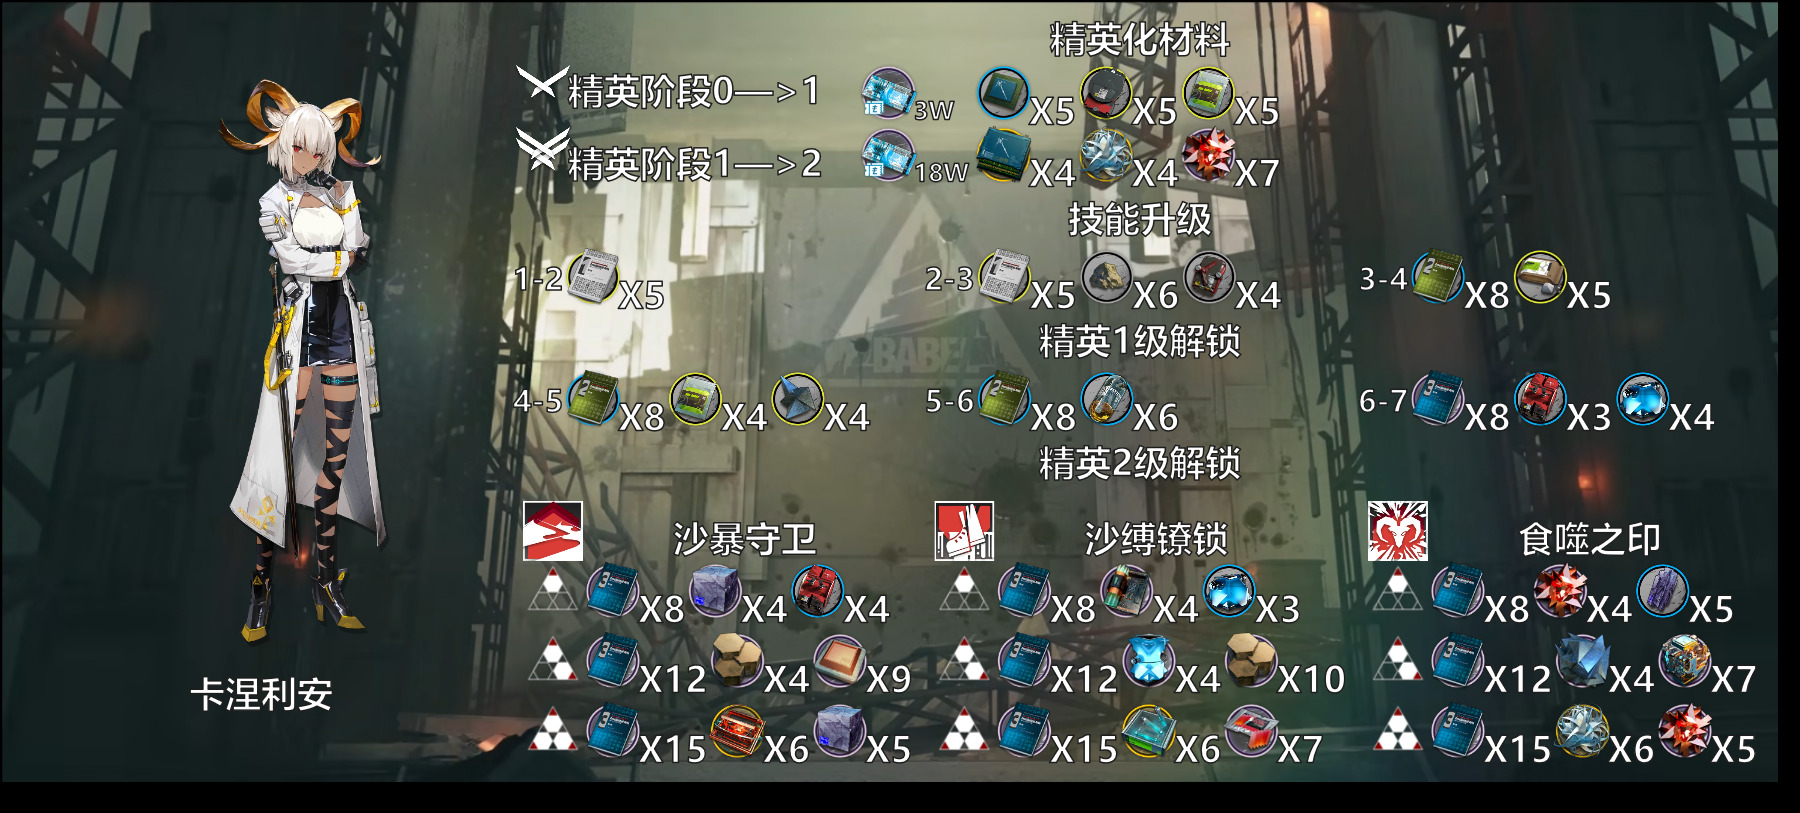 精英化材料
精英阶段0—>1 3W X5 X5 X5
精英阶段1—>2 18W X4 X4 X7
技能升级
1-2 X5 2-3 X5 X6 X4 3-4 X8 X5
精英1级解锁
BABEL
4-5 X8 X4 X4 5-6 X8 X6 6-7 X8 X3 X4
精英2级解锁
沙暴守卫 沙缚镣锁 食噬之印
X8 X4 X4 X8 X4 X3 X8 X4 X5
X12 X4 X9 X12 X4 X10 X12 X4 X7
卡涅利安
X15 X6 X5 X15 X6 X7 X15 X6 X5